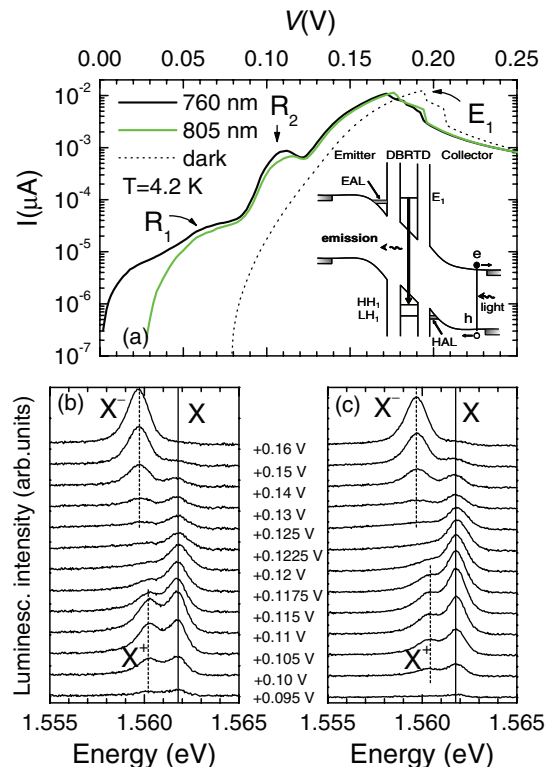 V(V)
0.00 0.05 0.10 0.15 0.20 0.25
I(μA)
10⁻²
10⁻³
10⁻⁴
10⁻⁵
10⁻⁶
10⁻⁷
760 nm
805 nm
dark
T=4.2 K
R₁
R₂
E₁
Emitter DBRTD Collector
EAL
E₁
emission
e
light
h
HH₁
LH₁
HAL
(a)
Luminesc. intensity (arb.units)
(b)
X⁻
X
X⁺
+0.16 V
+0.15 V
+0.14 V
+0.13 V
+0.125 V
+0.1225 V
+0.12 V
+0.1175 V
+0.115 V
+0.11 V
+0.105 V
+0.10 V
+0.095 V
(c)
X⁻
X
X⁺
1.555 1.560 1.565
Energy (eV)
1.555 1.560 1.565
Energy (eV)